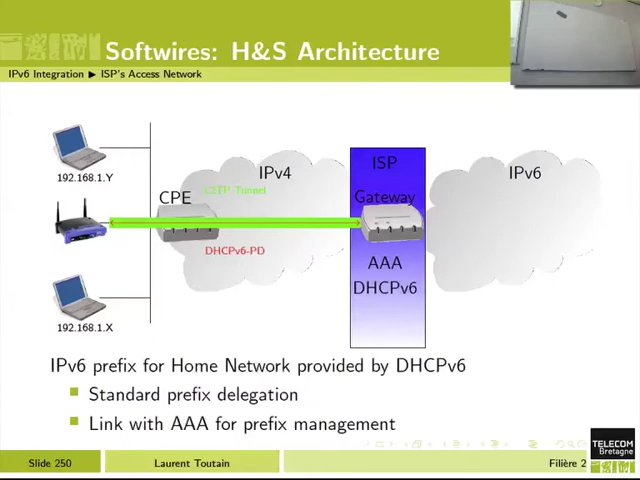 Softwires: H&S Architecture
IPv6 Integration ▶ ISP's Access Network
192.168.1.Y
CPE
L2TP Tunnel
IPv4
ISP
Gateway
IPv6
DHCPv6-PD
AAA
DHCPv6
192.168.1.X
IPv6 prefix for Home Network provided by DHCPv6
Standard prefix delegation
Link with AAA for prefix management
TELECOM
Bretagne
Slide 250
Laurent Toutain
Filière 2